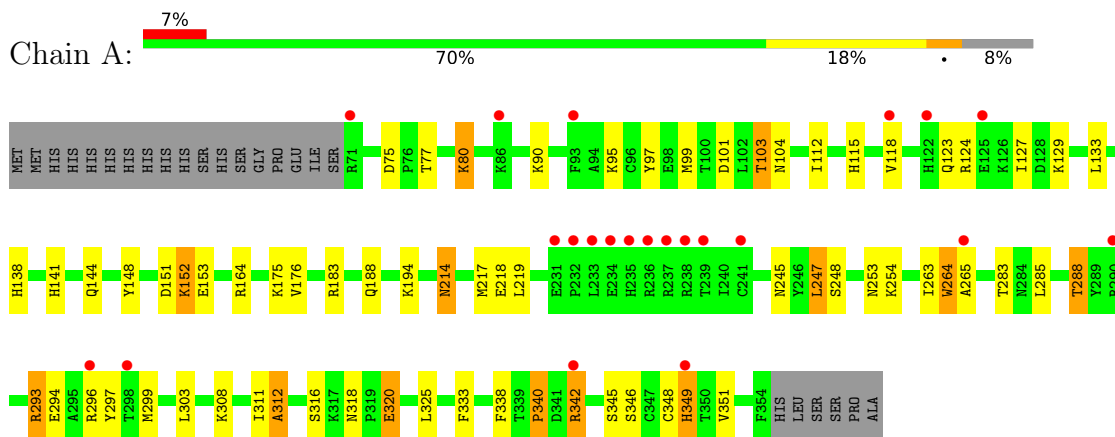 7%
Chain A:
70% 18% • 8%
MET MET HIS HIS HIS HIS HIS HIS HIS HIS HIS HIS SER HIS SER GLY PRO GLU ILE SER R71 D75 P76 T77 K80 K86 K90 F93 A94 K95 C96 Y97 E98 M99 T100 D101 L102 T103 N104 I112 H115 V118 H122 Q123 R124 E125 K126 I127 D128 K129 L133
H138 H141 Q144 Y148 D151 K152 E153 R164 K175 V176 R183 Q188 K194 N214 M217 E218 L219 E231 P232 L233 E234 H235 R236 R237 R238 T239 I240 C241 N245 Y246 L247 S248 N253 K254 I263 W264 A265 T283 N284 L285 T288 Y289
R293 E294 A295 R296 Y297 T298 M299 L303 K308 I311 A312 S316 K317 N318 P319 E320 L325 F333 F338 T339 P340 D341 R342 S345 S346 C347 C348 H349 T350 V351 F354 HIS LEU SER SER PRO ALA